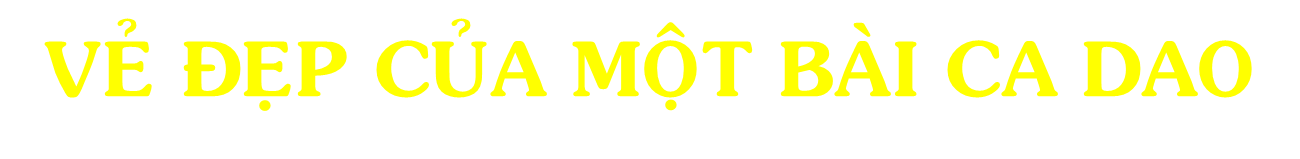 VẺ ĐẸP CỦA MỘT BÀI CA DAO